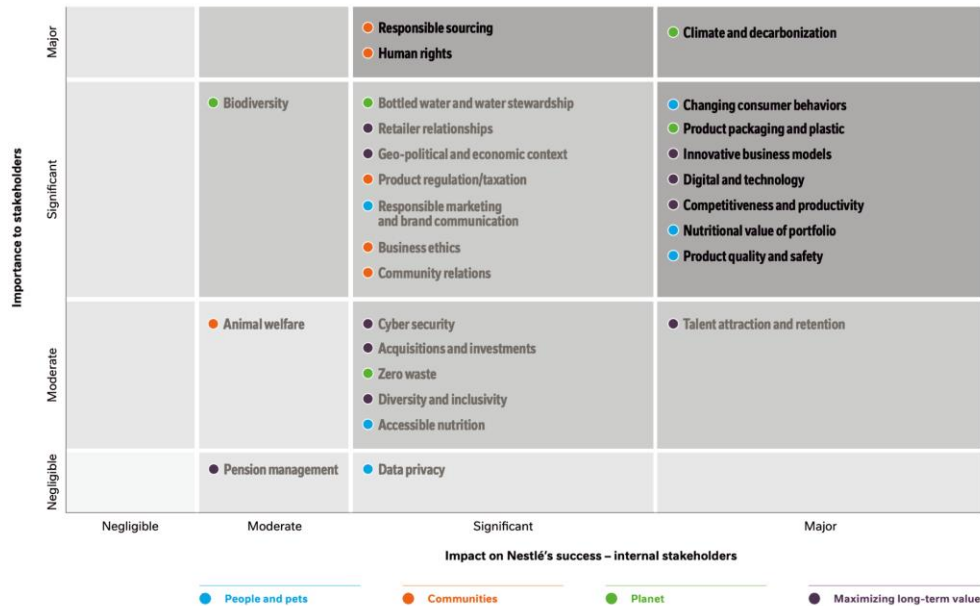 Importance to stakeholders
Major
Responsible sourcing
Human rights
Climate and decarbonization
Significant
Biodiversity
Bottled water and water stewardship
Retailer relationships
Geo-political and economic context
Product regulation/taxation
Responsible marketing
and brand communication
Business ethics
Community relations
Changing consumer behaviors
Product packaging and plastic
Innovative business models
Digital and technology
Competitiveness and productivity
Nutritional value of portfolio
Product quality and safety
Moderate
Animal welfare
Cyber security
Acquisitions and investments
Zero waste
Diversity and inclusivity
Accessible nutrition
Talent attraction and retention
Negligible
Pension management
Data privacy
Negligible
Moderate
Significant
Major
Impact on Nestlé’s success – internal stakeholders
People and pets
Communities
Planet
Maximizing long-term value